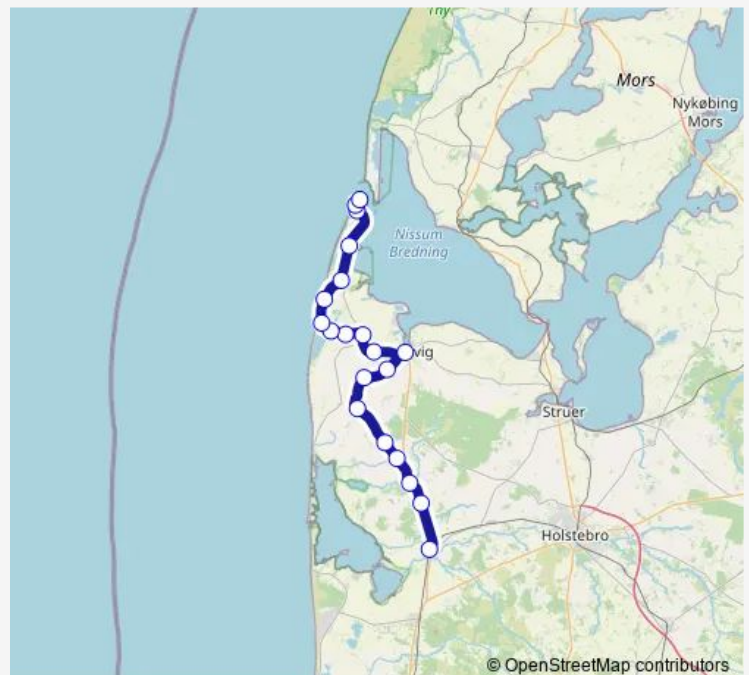 Thy
Mors
Nykøbing
Mors
Nissum
Bredning
vig
Struer
Holstebro
© OpenStreetMap contributors